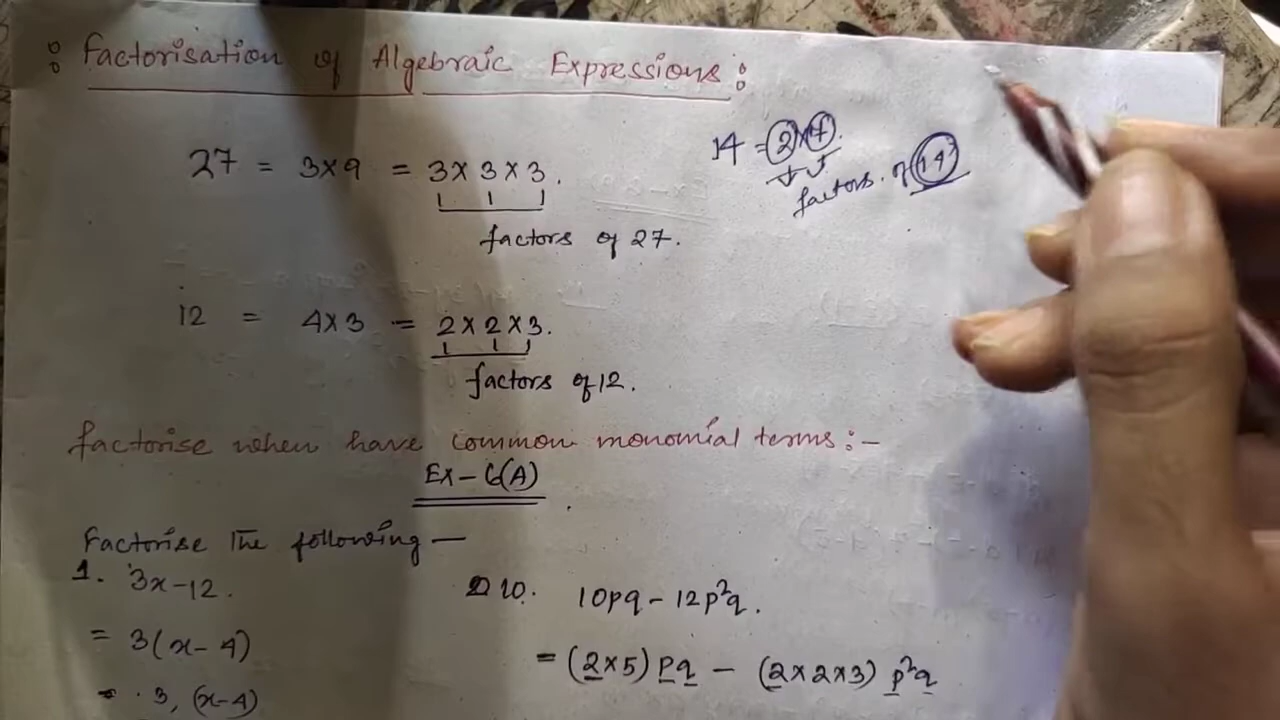 : Factorisation of Algebraic Expressions :
27 = 3×9 = 3×3×3.
factors of 27.
14 = 2×7.
factors. of 14
12 = 4×3 = 2×2×3.
factors of 12.
factorise when have common monomial terms:-
Ex-6(A)
Factorise The following —
1. 3x-12.
= 3(x-4)
3, (x-4)
10. 10pq - 12p²q.
= (2×5) pq - (2×2×3) p²q